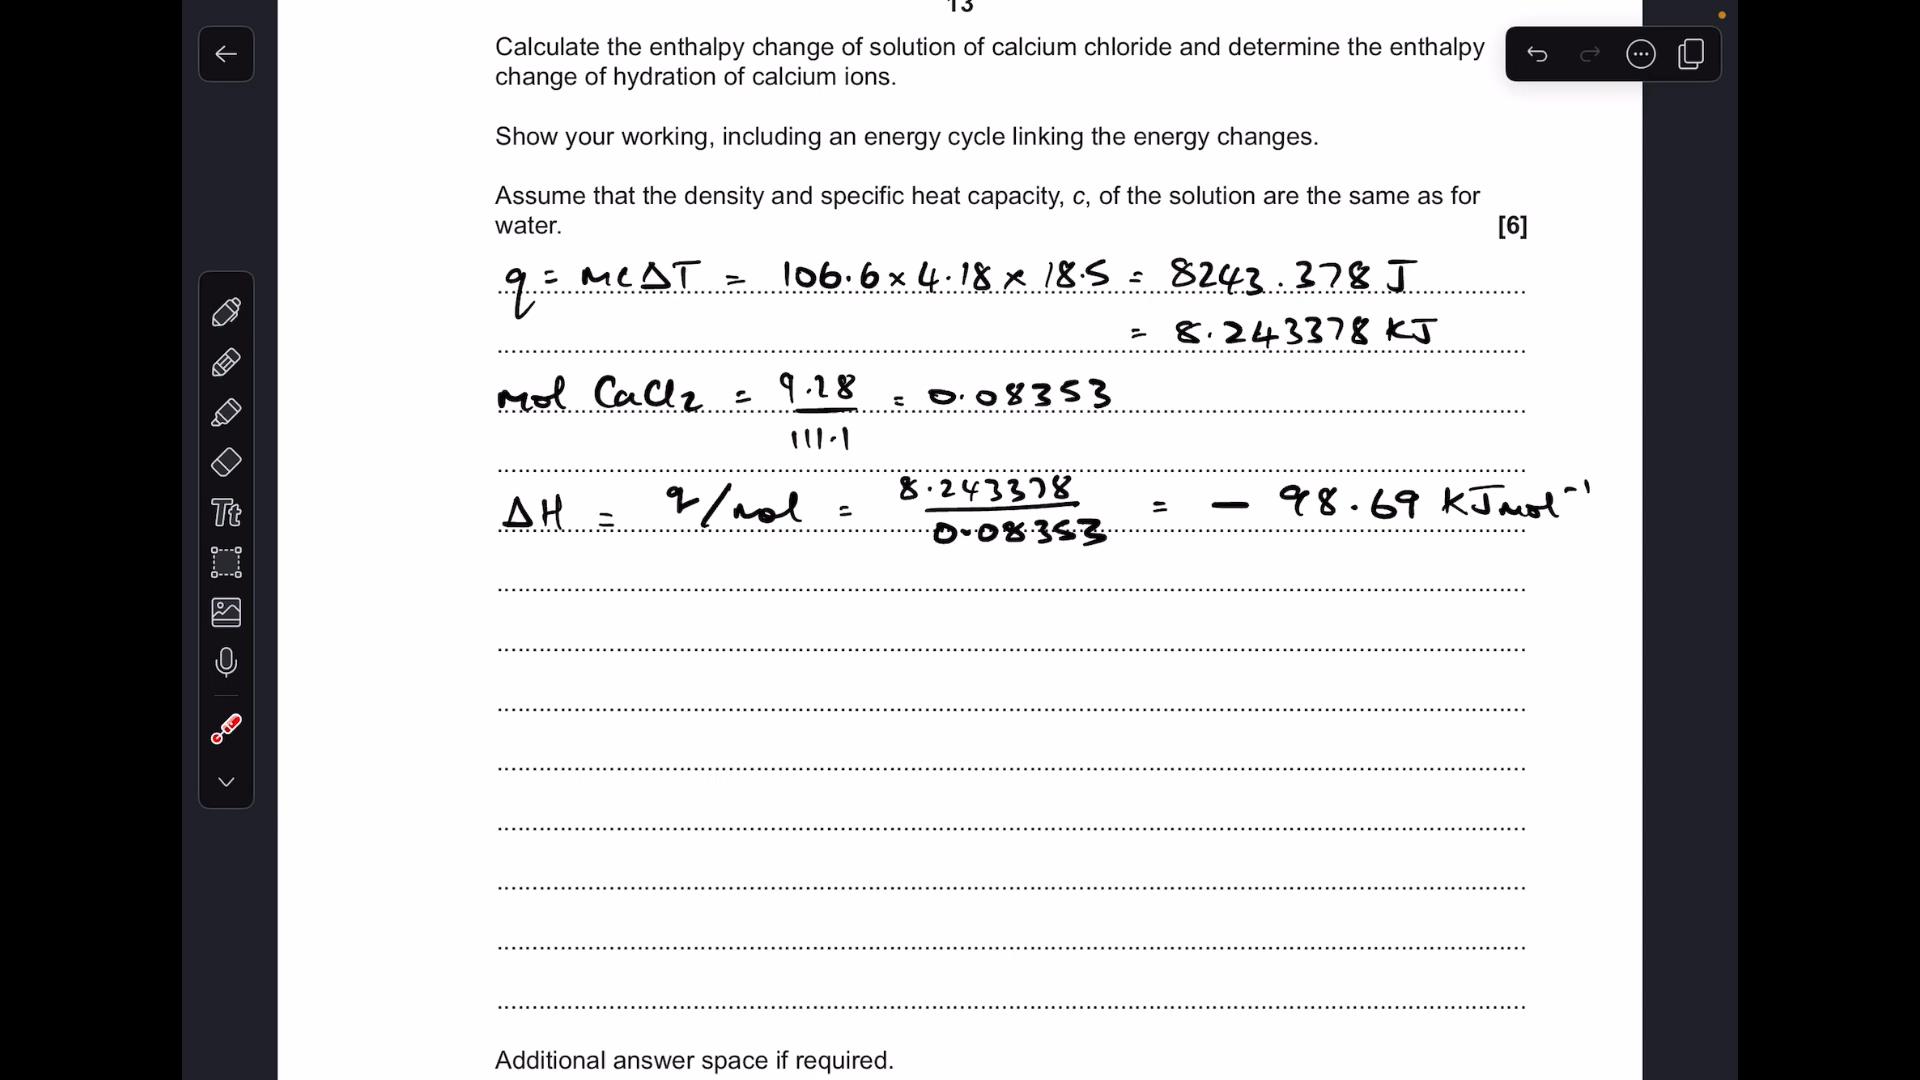 13
Calculate the enthalpy change of solution of calcium chloride and determine the enthalpy
change of hydration of calcium ions.
Show your working, including an energy cycle linking the energy changes.
Assume that the density and specific heat capacity, c, of the solution are the same as for
water. [6]
q = mcΔT = 106.6 × 4.18 × 18.5 = 8243.378 J
= 8.243378 KJ
mol CaCl2 = 9.28 / 111.1 = 0.08353
ΔH = q/mol = 8.243378 / 0.08353 = - 98.69 KJmol⁻¹
Additional answer space if required.
Tt